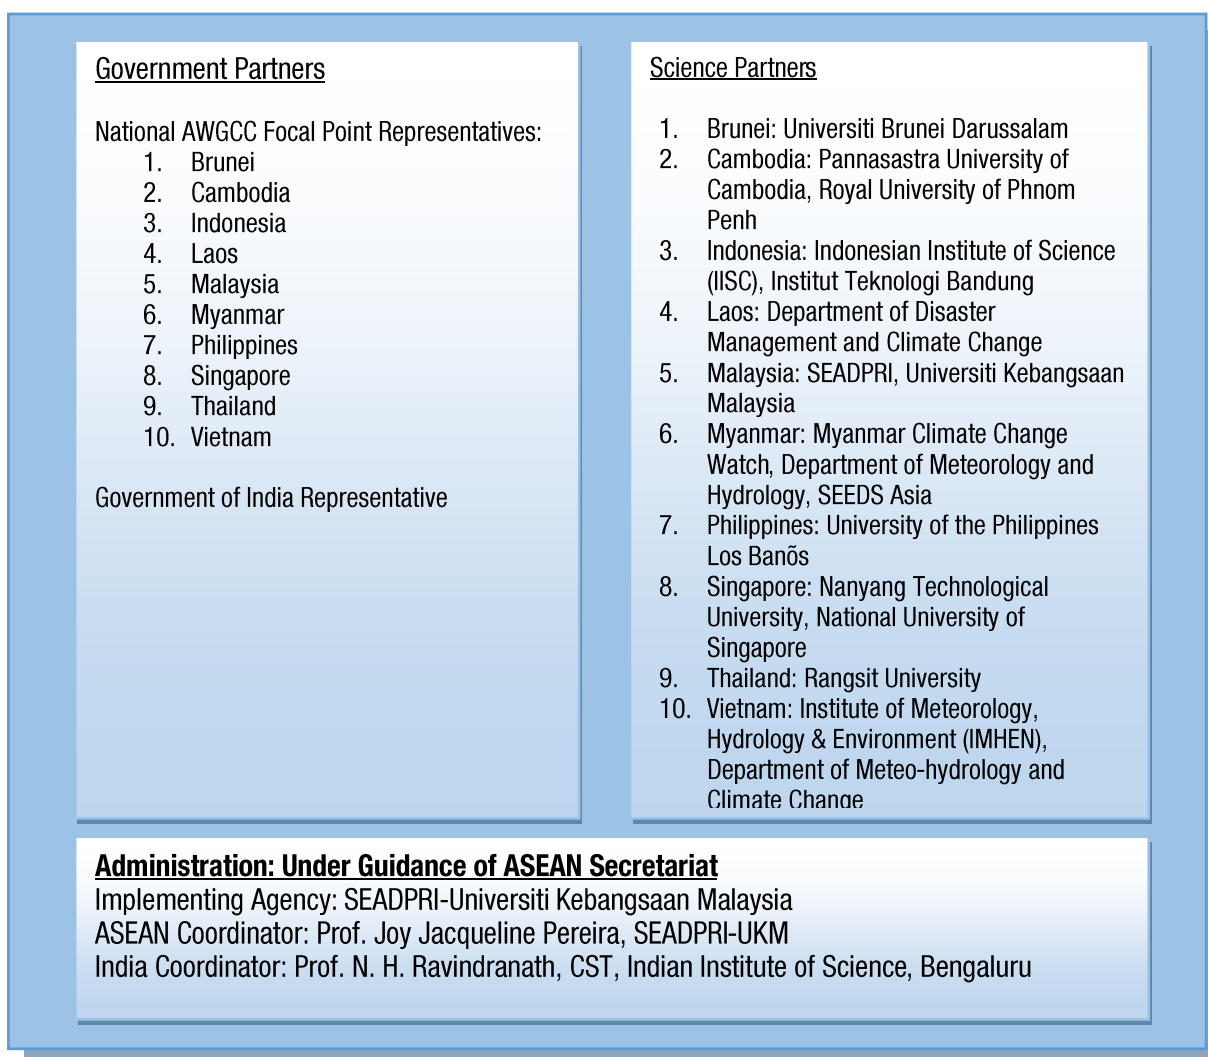 Government Partners
National AWGCC Focal Point Representatives:
1. Brunei
2. Cambodia
3. Indonesia
4. Laos
5. Malaysia
6. Myanmar
7. Philippines
8. Singapore
9. Thailand
10. Vietnam
Government of India Representative
Science Partners
1. Brunei: Universiti Brunei Darussalam
2. Cambodia: Pannasastra University of
Cambodia, Royal University of Phnom
Penh
3. Indonesia: Indonesian Institute of Science
(IISC), Institut Teknologi Bandung
4. Laos: Department of Disaster
Management and Climate Change
5. Malaysia: SEADPRI, Universiti Kebangsaan
Malaysia
6. Myanmar: Myanmar Climate Change
Watch, Department of Meteorology and
Hydrology, SEEDS Asia
7. Philippines: University of the Philippines
Los Banõs
8. Singapore: Nanyang Technological
University, National University of
Singapore
9. Thailand: Rangsit University
10. Vietnam: Institute of Meteorology,
Hydrology & Environment (IMHEN),
Department of Meteo-hydrology and
Climate Change
Administration: Under Guidance of ASEAN Secretariat
Implementing Agency: SEADPRI-Universiti Kebangsaan Malaysia
ASEAN Coordinator: Prof. Joy Jacqueline Pereira, SEADPRI-UKM
India Coordinator: Prof. N. H. Ravindranath, CST, Indian Institute of Science, Bengaluru